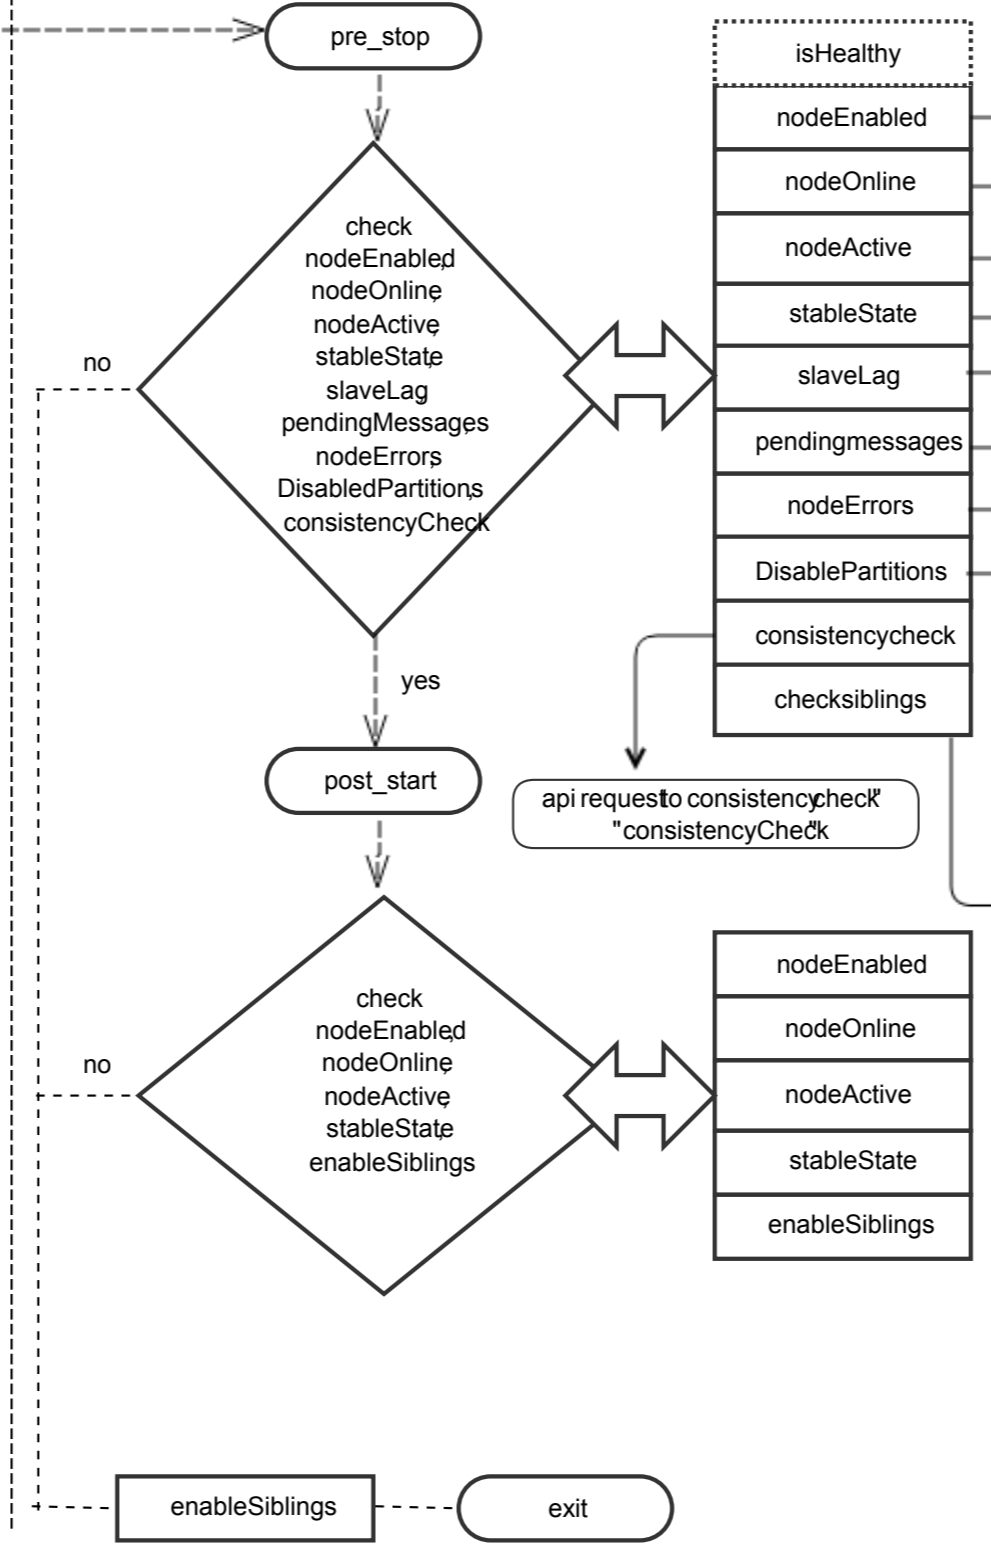 pre_stop
check
nodeEnabled,
nodeOnline,
nodeActive,
stableState,
slaveLag,
pendingMessages,
nodeErrors,
DisabledPartitions,
consistencyCheck
no
yes
isHealthy
nodeEnabled
nodeOnline
nodeActive
stableState
slaveLag
pendingmessages
nodeErrors
DisablePartitions
consistencycheck
checksiblings
post_start
api request to consistency check"
"consistencyCheck"
check
nodeEnabled,
nodeOnline,
nodeActive,
stableState,
enableSiblings
no
nodeEnabled
nodeOnline
nodeActive
stableState
enableSiblings
enableSiblings
exit